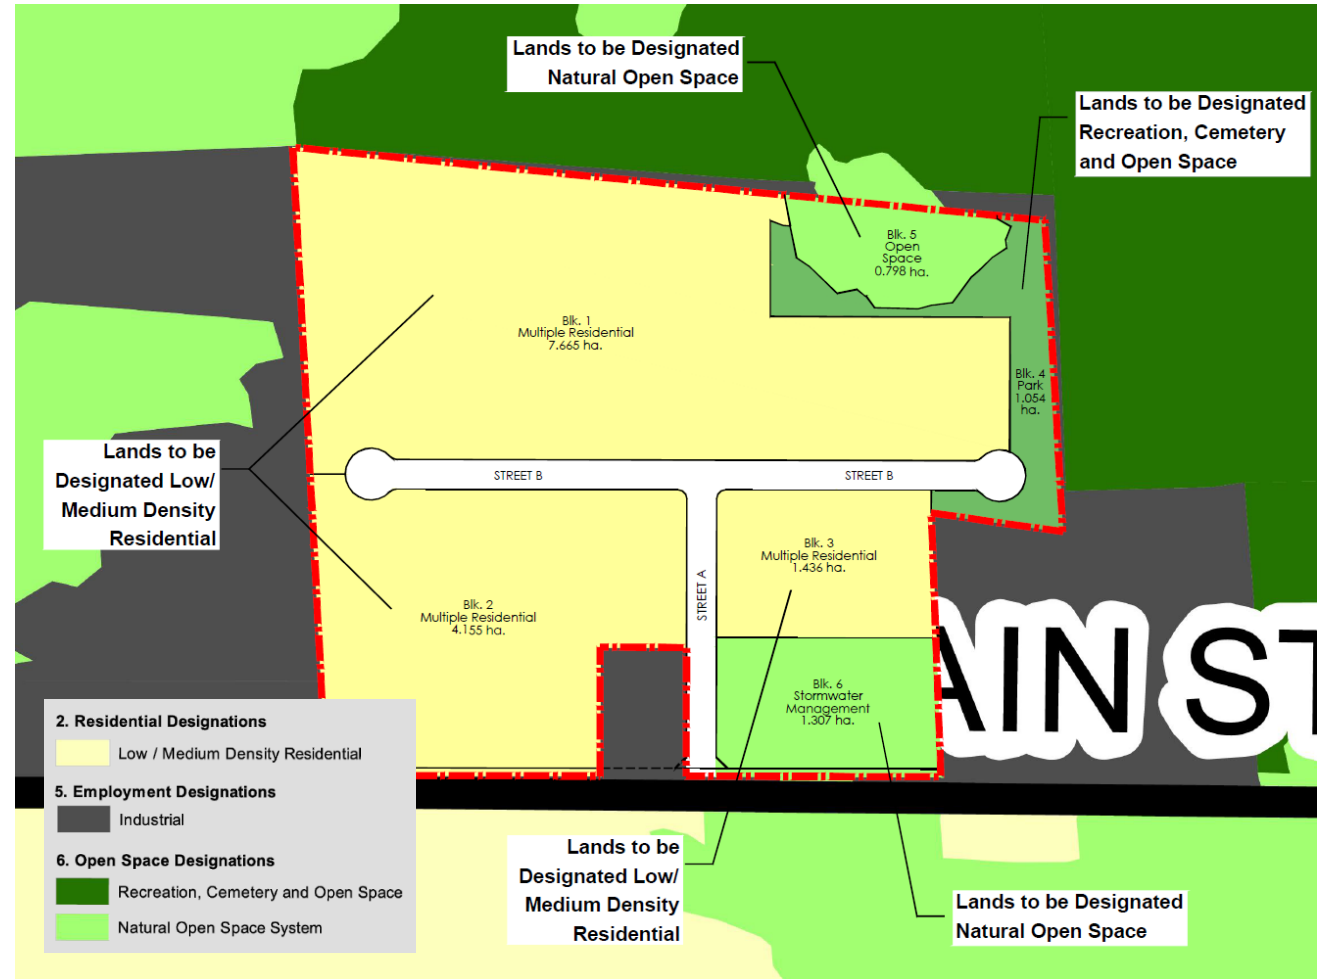 Lands to be Designated
Natural Open Space
Lands to be Designated
Recreation, Cemetery
and Open Space
Blk. 5
Open
Space
0.798 ha.
Blk. 1
Multiple Residential
7.665 ha.
Blk. 4
Park
1.054
ha.
Lands to be
Designated Low/
Medium Density
Residential
STREET B
STREET B
Blk. 3
Multiple Residential
1.436 ha.
STREET A
Blk. 2
Multiple Residential
4.155 ha.
AIN ST
Blk. 6
Stormwater
Management
1.307 ha.
2. Residential Designations
Low / Medium Density Residential
5. Employment Designations
Industrial
6. Open Space Designations
Recreation, Cemetery and Open Space
Natural Open Space System
Lands to be
Designated Low/
Medium Density
Residential
Lands to be Designated
Natural Open Space